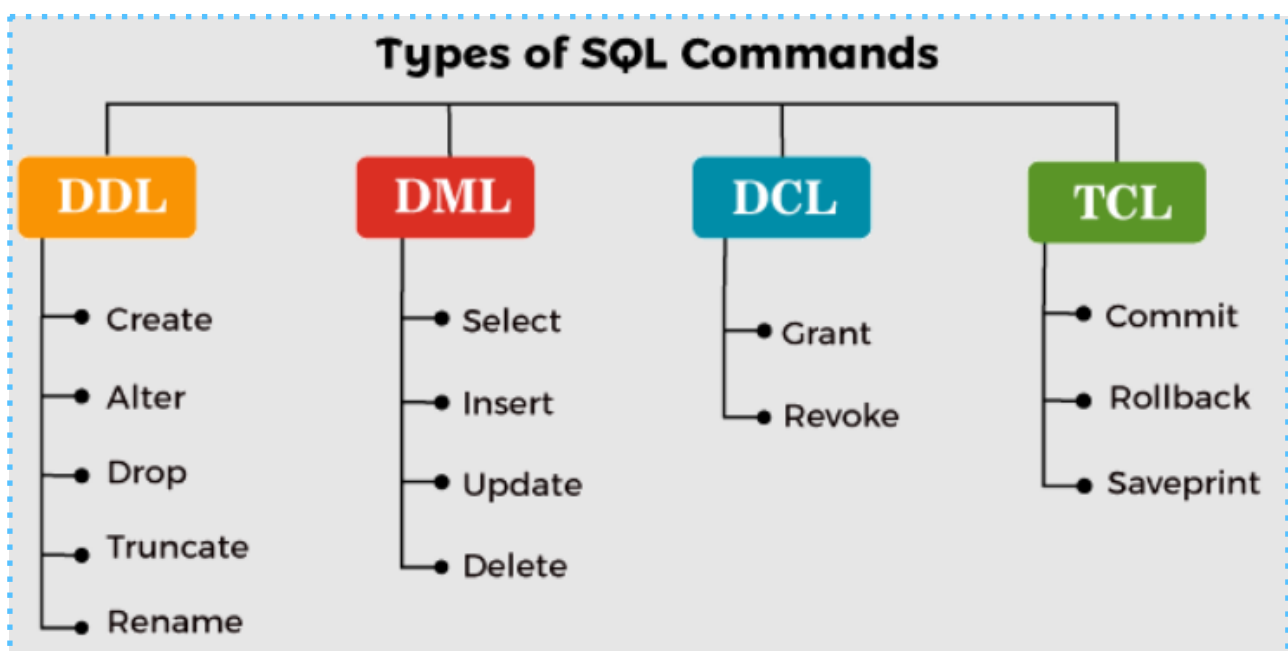 Types of SQL Commands
DDL
Create
Alter
Drop
Truncate
Rename
DML
Select
Insert
Update
Delete
DCL
Grant
Revoke
TCL
Commit
Rollback
Saveprint